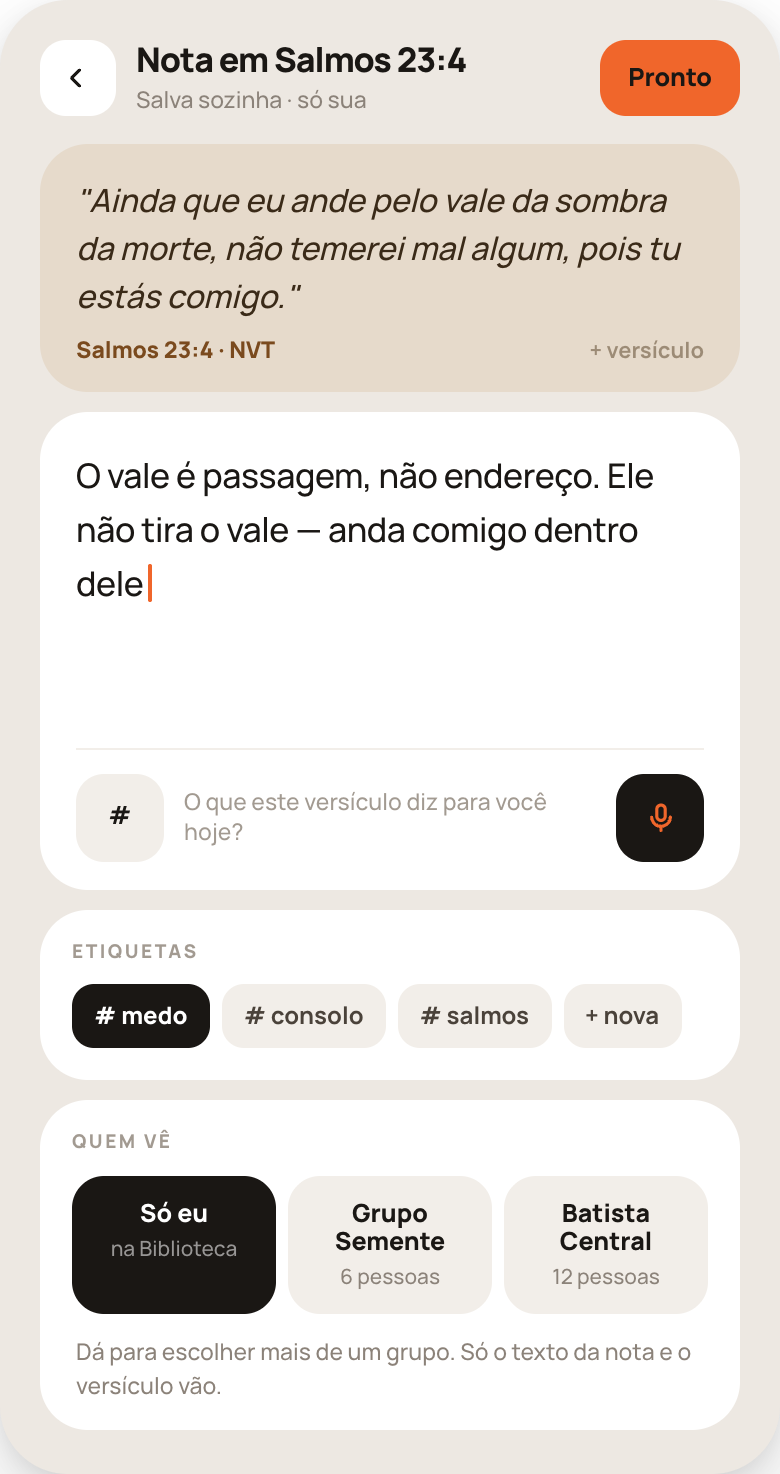 Nota em Salmos 23:4
Salva sozinha · só sua
Pronto
"Ainda que eu ande pelo vale da sombra
da morte, não temerei mal algum, pois tu
estás comigo."
Salmos 23:4 · NVT
+ versículo
O vale é passagem, não endereço. Ele
não tira o vale — anda comigo dentro
dele
#
O que este versículo diz para você
hoje?
ETIQUETAS
# medo
# consolo
# salmos
+ nova
QUEM VÊ
Só eu
na Biblioteca
Grupo
Semente
6 pessoas
Batista
Central
12 pessoas
Dá para escolher mais de um grupo. Só o texto da nota e o
versículo vão.